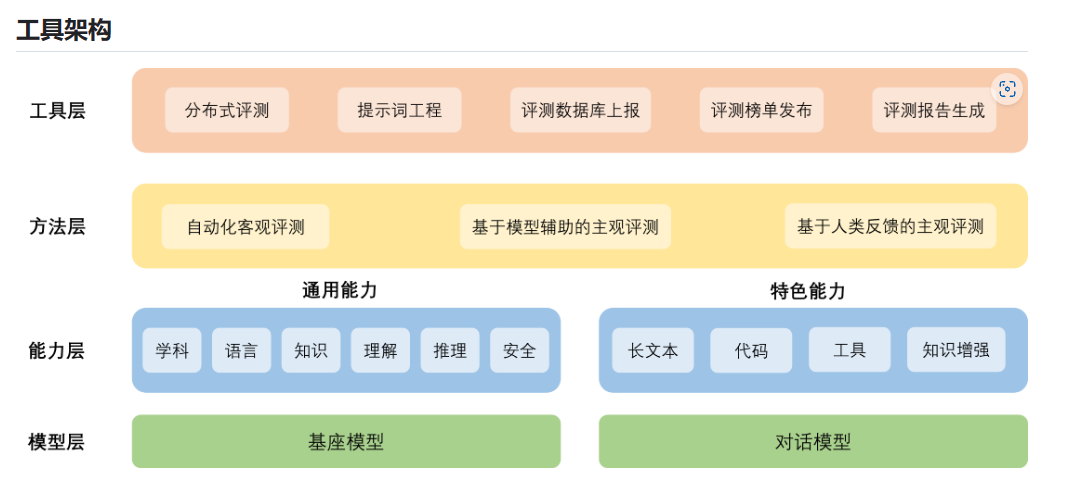 工具架构
工具层
分布式评测
提示词工程
评测数据库上报
评测榜单发布
评测报告生成
方法层
自动化客观评测
基于模型辅助的主观评测
基于人类反馈的主观评测
通用能力
特色能力
能力层
学科
语言
知识
理解
推理
安全
长文本
代码
工具
知识增强
模型层
基座模型
对话模型